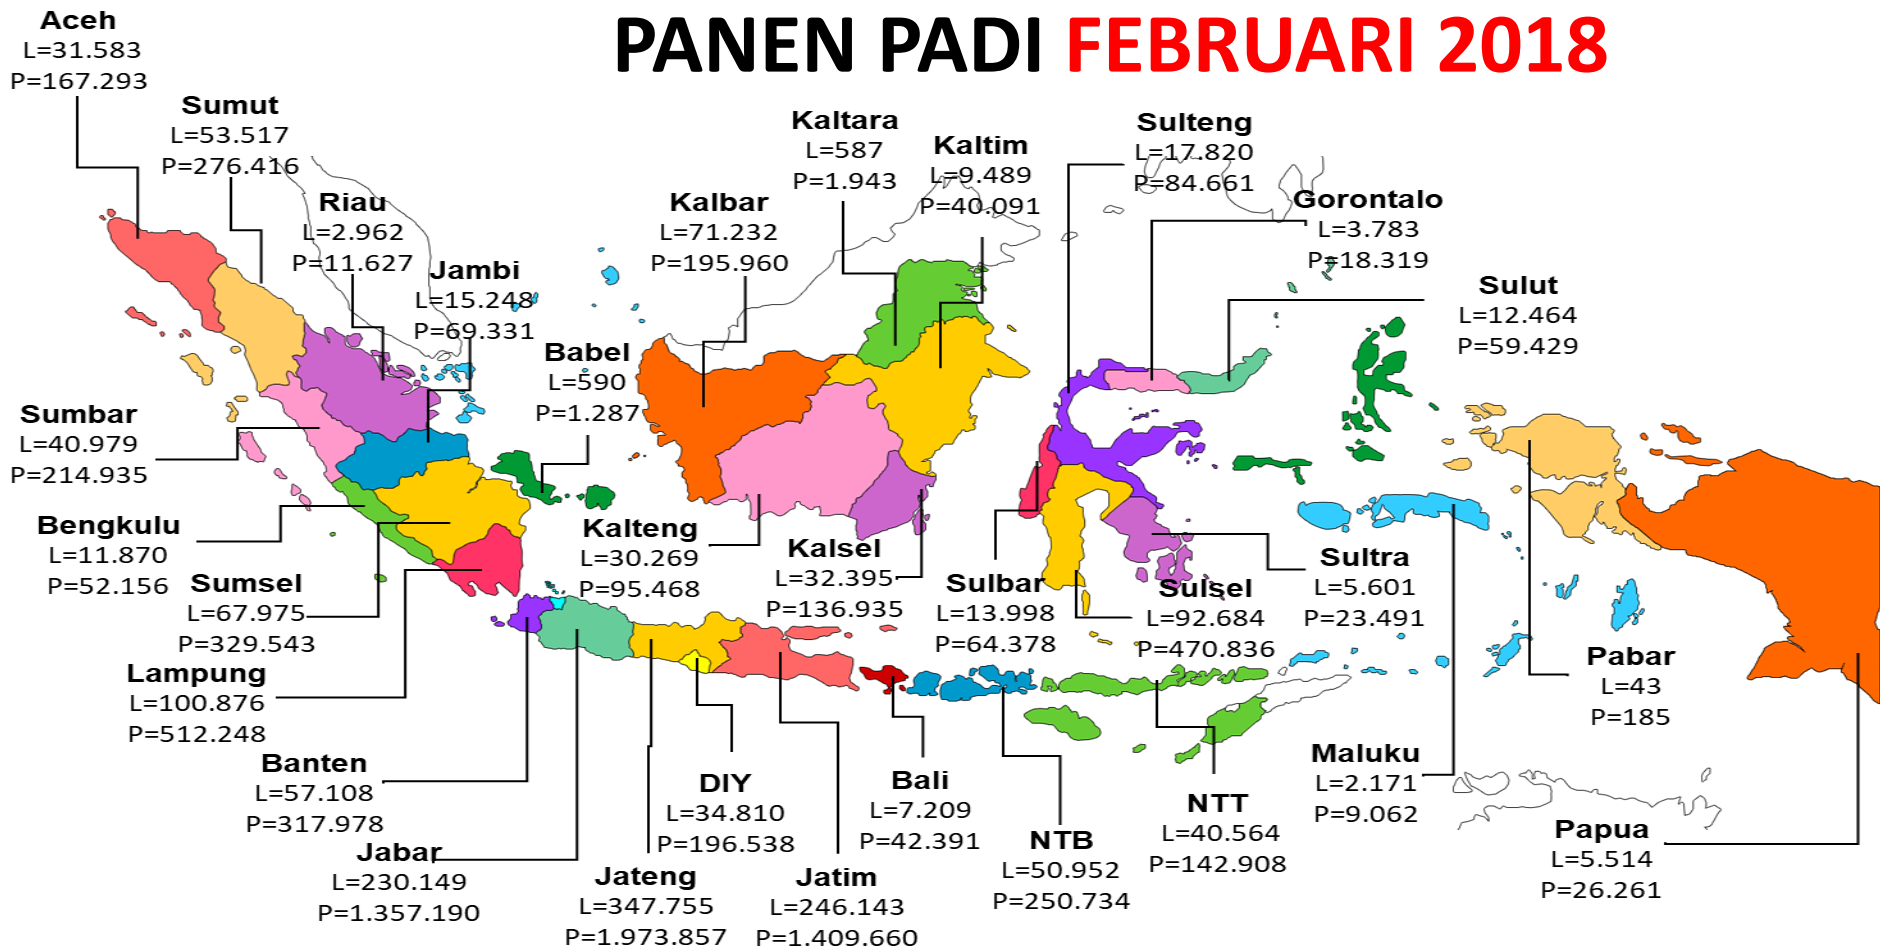 PANEN PADI FEBRUARI 2018
Aceh
L=31.583
P=167.293
Sumut
L=53.517
P=276.416
Riau
L=2.962
P=11.627
Jambi
L=15.248
P=69.331
Babel
L=590
P=1.287
Kalbar
L=71.232
P=195.960
Kaltara
L=587
P=1.943
Kaltim
L=9.489
P=40.091
Sulteng
L=17.820
P=84.661
Gorontalo
L=3.783
P=18.319
Sulut
L=12.464
P=59.429
Sumbar
L=40.979
P=214.935
Bengkulu
L=11.870
P=52.156
Sumsel
L=67.975
P=329.543
Lampung
L=100.876
P=512.248
Banten
L=57.108
P=317.978
Jabar
L=230.149
P=1.357.190
Kalteng
L=30.269
P=95.468
Kalsel
L=32.395
P=136.935
Sulbar
L=13.998
P=64.378
Sulsel
L=92.684
P=470.836
Sultra
L=5.601
P=23.491
Pabar
L=43
P=185
Maluku
L=2.171
P=9.062
Papua
L=5.514
P=26.261
Jateng
L=347.755
P=1.973.857
DIY
L=34.810
P=196.538
Jatim
L=246.143
P=1.409.660
Bali
L=7.209
P=42.391
NTB
L=50.952
P=250.734
NTT
L=40.564
P=142.908